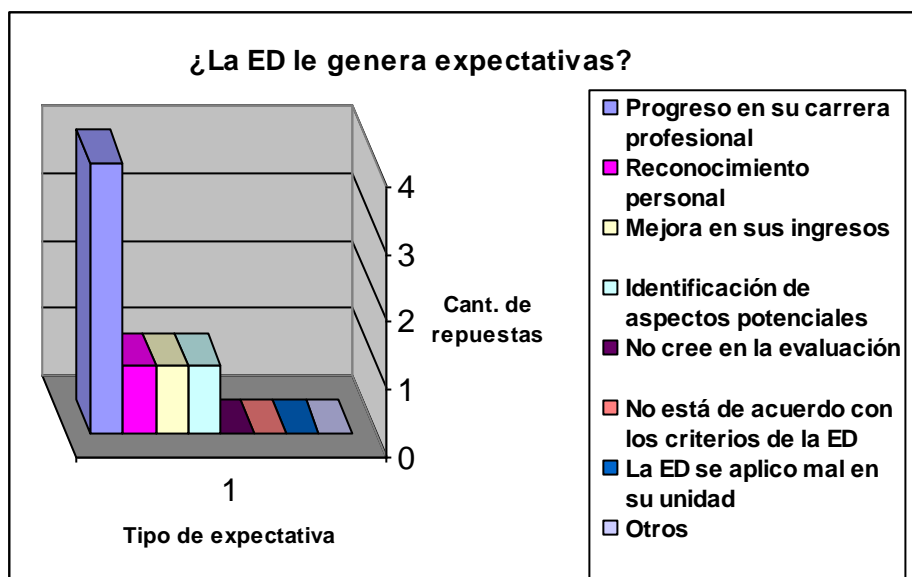 ¿La ED le genera expectativas?
4
3
2
1
0
Cant. de
repuestas
1
Tipo de expectativa
Progreso en su carrera
profesional
Reconocimiento
personal
Mejora en sus ingresos
Identificación de
aspectos potenciales
No cree en la evaluación
No está de acuerdo con
los criterios de la ED
La ED se aplico mal en
su unidad
Otros